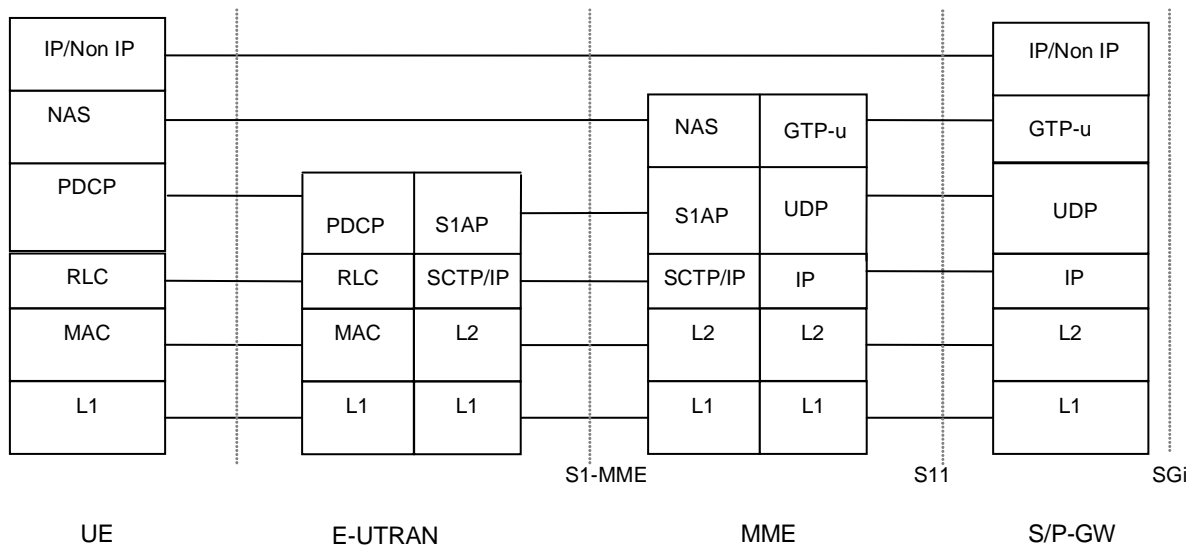 IP/Non IP
IP/Non IP
NAS
NAS
GTP-u
GTP-u
PDCP
PDCP
S1AP
S1AP
UDP
UDP
RLC
RLC
SCTP/IP
SCTP/IP
IP
IP
MAC
MAC
L2
L2
L2
L2
L1
L1
L1
L1
L1
L1
S1-MME
S11
SGi
UE
E-UTRAN
MME
S/P-GW